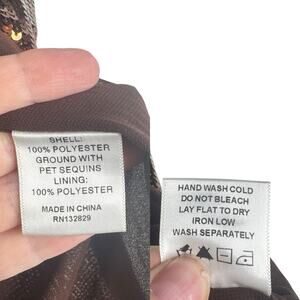 SHELL:
100% POLYESTER
GROUND WITH
PET SEQUINS
LINING:
100% POLYESTER
MADE IN CHINA
RN132829
HAND WASH COLD
DO NOT BLEACH
LAY FLAT TO DRY
IRON LOW
WASH SEPARATELY